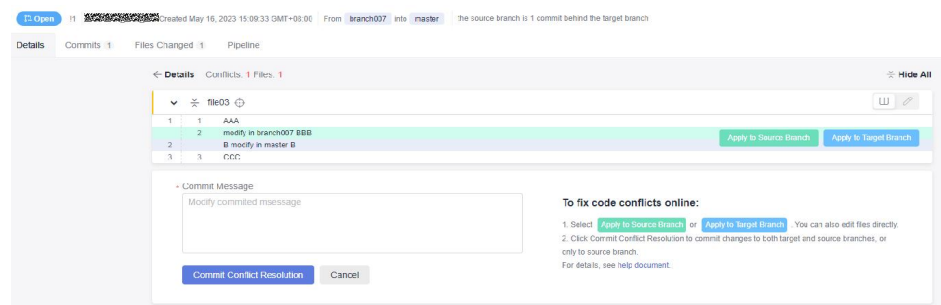 Open !1 Created May 16, 2023 15:09:33 GMT+08:00 From branch007 into master the source branch is 1 commit behind the target branch
Details Commits 1 Files Changed 1 Pipeline
Details Conflicts. 1 Files. 1 Hide All
file03
1 1 AAA
2 modify in branch007 BBB
Apply to Source Branch Apply to Target Branch
2 B mocify in master B
3 3 CCC
Commit Message
Mocify commited msessage
To fix code conflicts online:
1. Select Apply to Source Branch or Apply to Target Branch . You can also edit files directly.
2. Click Commit Conflict Resolution to commit changes to both target and source branches, or
only to source branch.
For details, see help document.
Commit Conflict Resolution Cancel